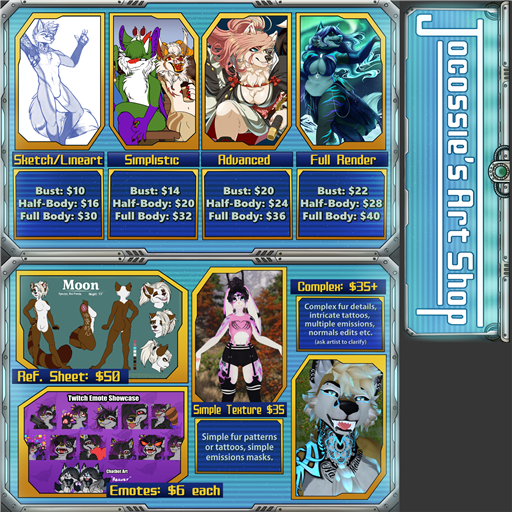 Jocossie's Art Shop
Sketch/Lineart
Simplistic
Advanced
Full Render
Bust: $10
Half-Body: $16
Full Body: $30
Bust: $14
Half-Body: $20
Full Body: $32
Bust: $20
Half-Body: $24
Full Body: $36
Bust: $22
Half-Body: $28
Full Body: $40
Moon
Ref. Sheet: $50
Twitch Emote Showcase
Chatbot Art
Emotes: $6 each
Simple Texture $35
Simple fur patterns
or tattoos, simple
emissions masks.
Complex: $35+
Complex fur details,
intricate tattoos,
multiple emissions,
normals edits etc.
(ask artist to clarify)